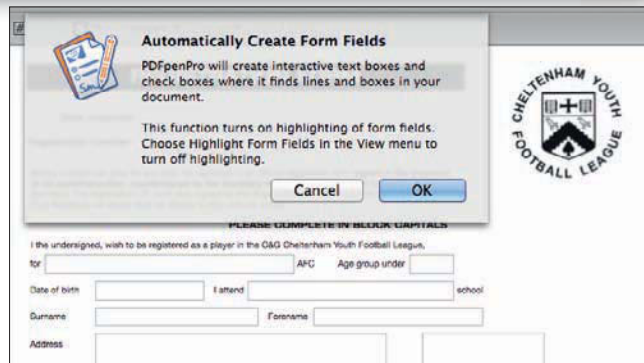 Automatically Create Form Fields
PDFpenPro will create interactive text boxes and
check boxes where it finds lines and boxes in your
document.
This function turns on highlighting of form fields.
Choose Highlight Form Fields in the View menu to
turn off highlighting.
Cancel OK
CHELTENHAM YOUTH
FOOTBALL LEAGUE
PLEASE COMPLETE IN BLOCK CAPITALS
I the undersigned, wish to be registered as a player in the C&G Cheltenham Youth Football League,
for AFC Age group under
Date of birth I attend school
Surname Forename
Address